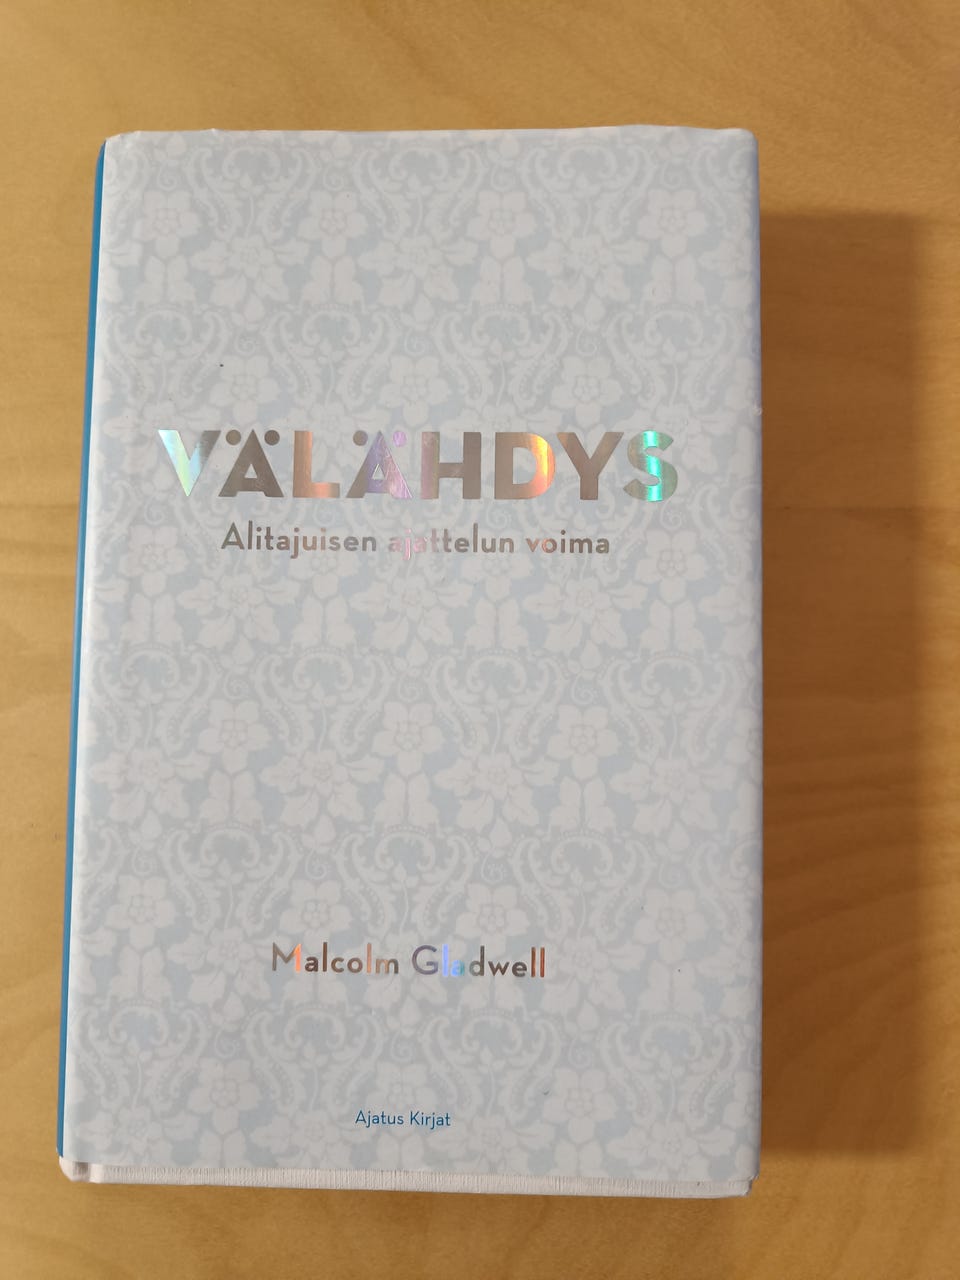 VÄLÄHDYS
Alitajuisen ajattelun voima
Malcolm Gladwell
Ajatus Kirjat